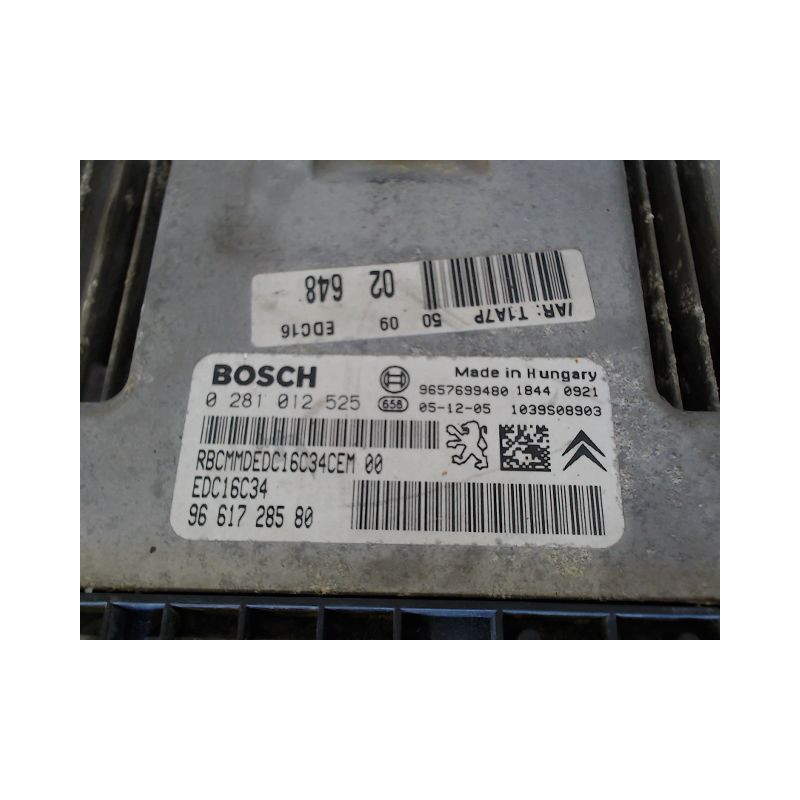 /AR: T1A7P
02 648
50 09
EDC16
BOSCH
Made in Hungary
0 281 012 525
658
9657699480 1844 0921
05-12-05 1039S08903
RBCMMDEDC16C34CEM 00
EDC16C34
96 617 285 80